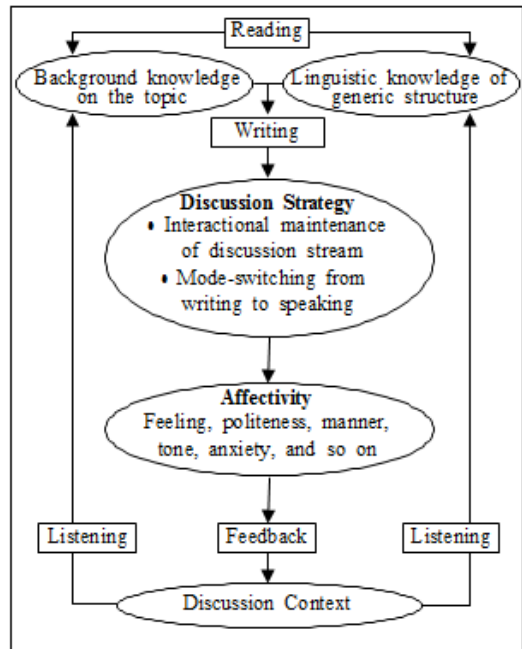 Reading
Background knowledge
on the topic
Linguistic knowledge of
generic structure
Writing
Discussion Strategy
• Interactional maintenance
of discussion stream
• Mode-switching from
writing to speaking
Affectivity
Feeling, politeness, manner,
tone, anxiety, and so on
Listening
Feedback
Listening
Discussion Context